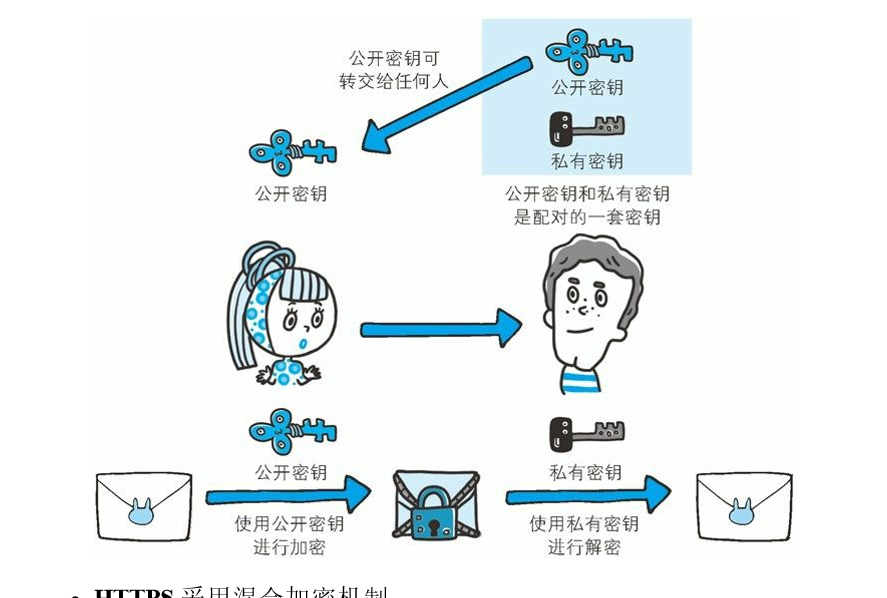 公开密钥可
转交给任何人
公开密钥
私有密钥
公开密钥
公开密钥和私有密钥
是配对的一套密钥
公开密钥
私有密钥
使用公开密钥
进行加密
使用私有密钥
进行解密
HTTPS 采用混合加密机制